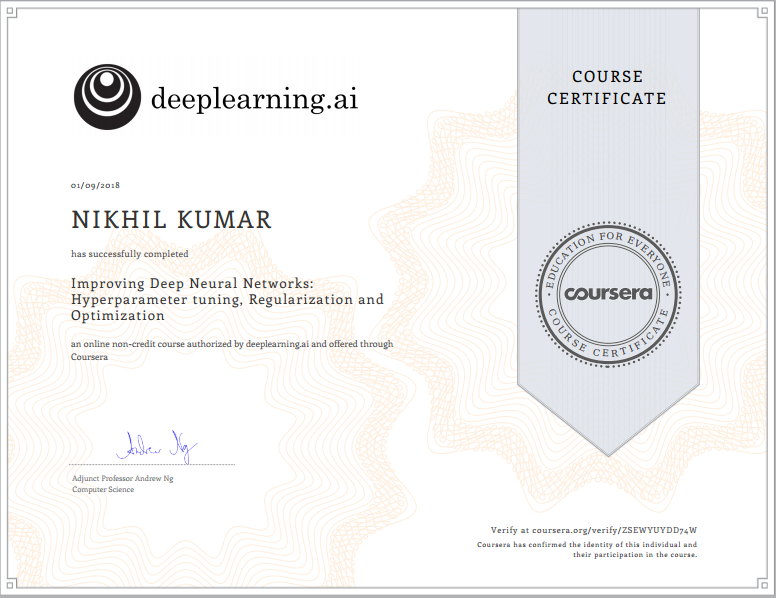 deeplearning.ai
COURSE
CERTIFICATE
01/09/2018
NIKHIL KUMAR
has successfully completed
Improving Deep Neural Networks:
Hyperparameter tuning, Regularization and
Optimization
an online non-credit course authorized by deeplearning.ai and offered through
Coursera
EDUCATION FOR EVERYONE
coursera
COURSE CERTIFICATE
Andrew Ng
Adjunct Professor Andrew Ng
Computer Science
Verify at coursera.org/verify/ZSEWYUYDD74W
Coursera has confirmed the identity of this individual and
their participation in the course.